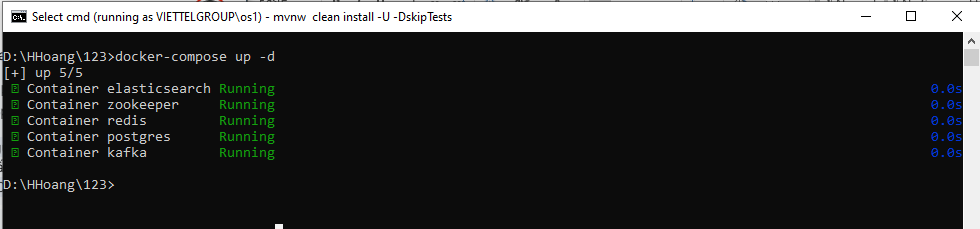 Select cmd (running as VIETTELGROUP\os1) - mvnw  clean install -U -DskipTests
D:\HHoang\123>docker-compose up -d
[+] up 5/5
Container elasticsearch Running 0.0s
Container zookeeper     Running 0.0s
Container redis         Running 0.0s
Container postgres      Running 0.0s
Container kafka         Running 0.0s
D:\HHoang\123>